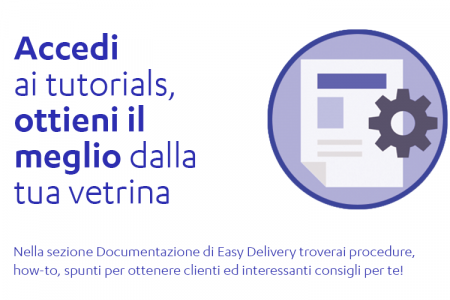 Accedi
ai tutorials,
ottieni il
meglio dalla
tua vetrina
Nella sezione Documentazione di Easy Delivery troverai procedure,
how-to, spunti per ottenere clienti ed interessanti consigli per te!